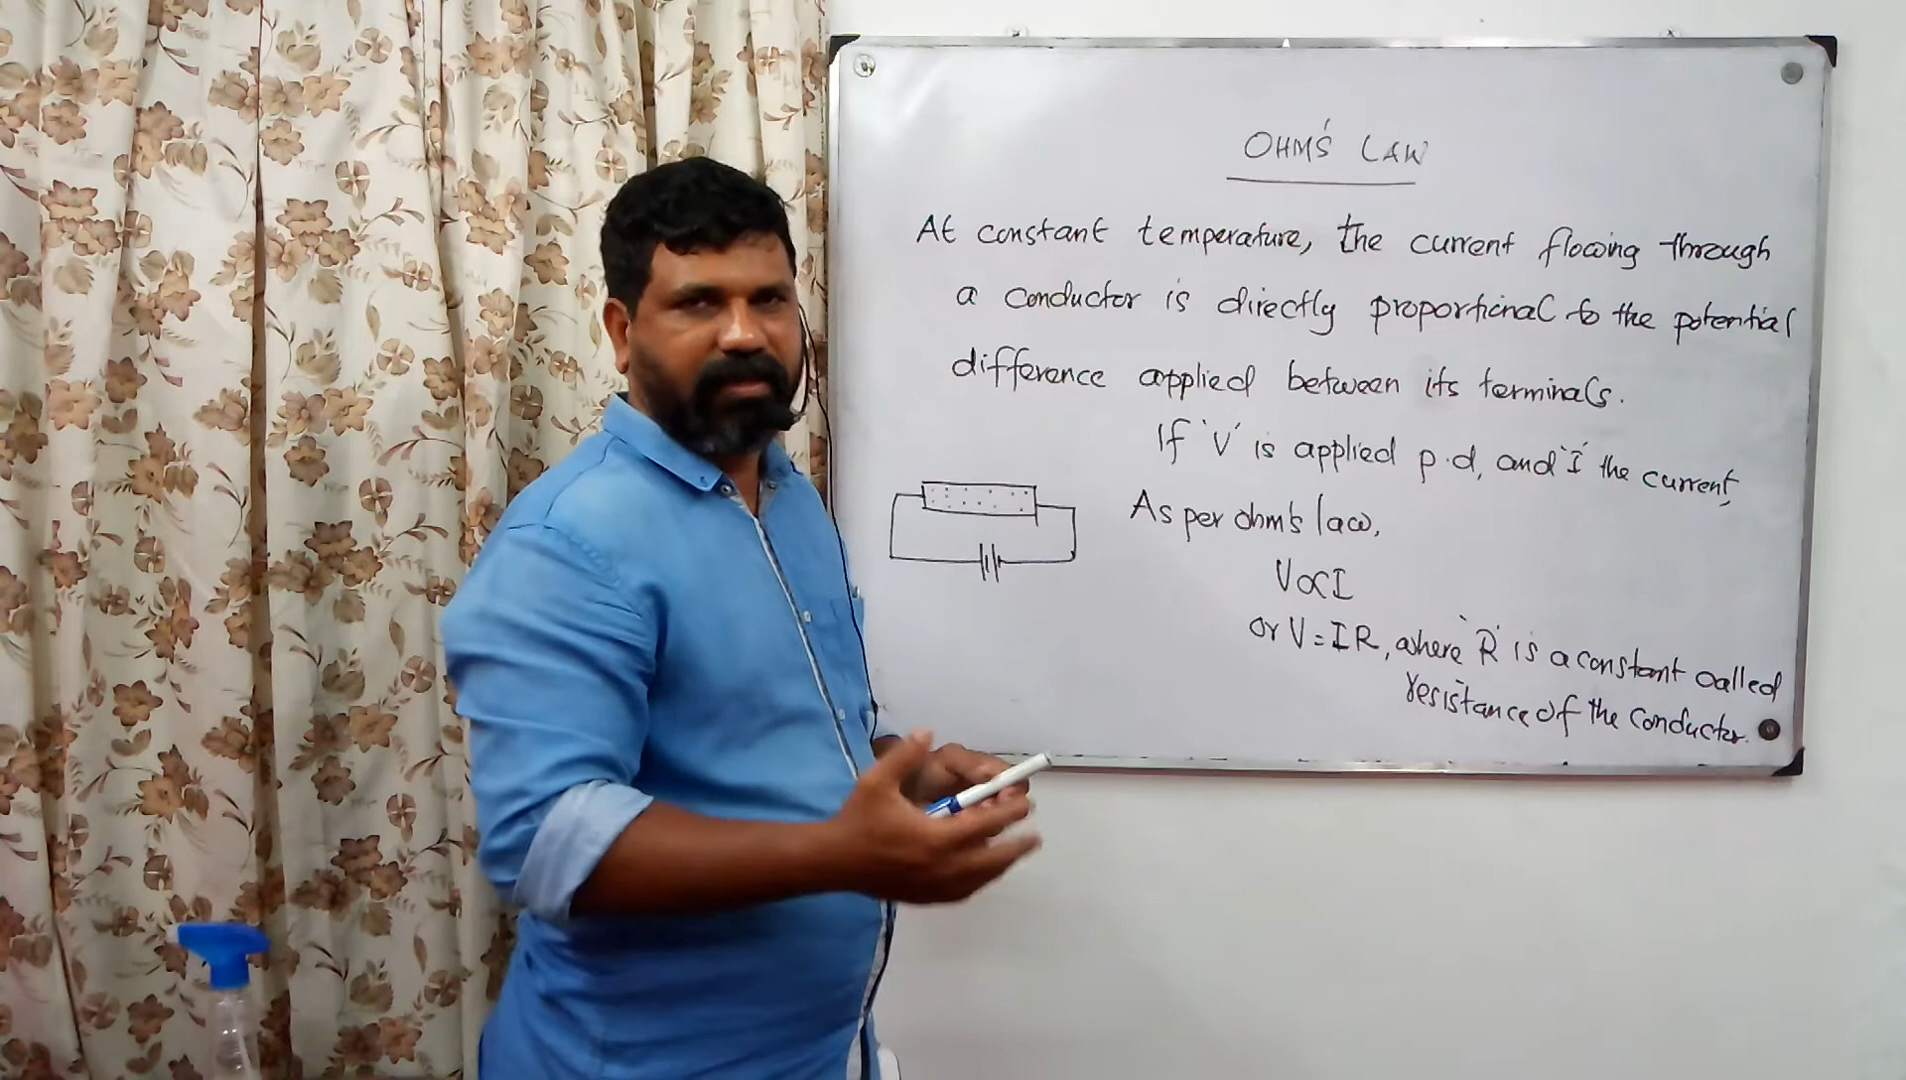 OHM'S LAW
At constant temperature, the current flowing through
a conductor is directly proportional to the potential
difference applied between its terminals.
If 'V' is applied p.d, and 'I' the current,
As per ohm's law,
V∝I
or V=IR, where 'R' is a constant called
resistance of the conductor.